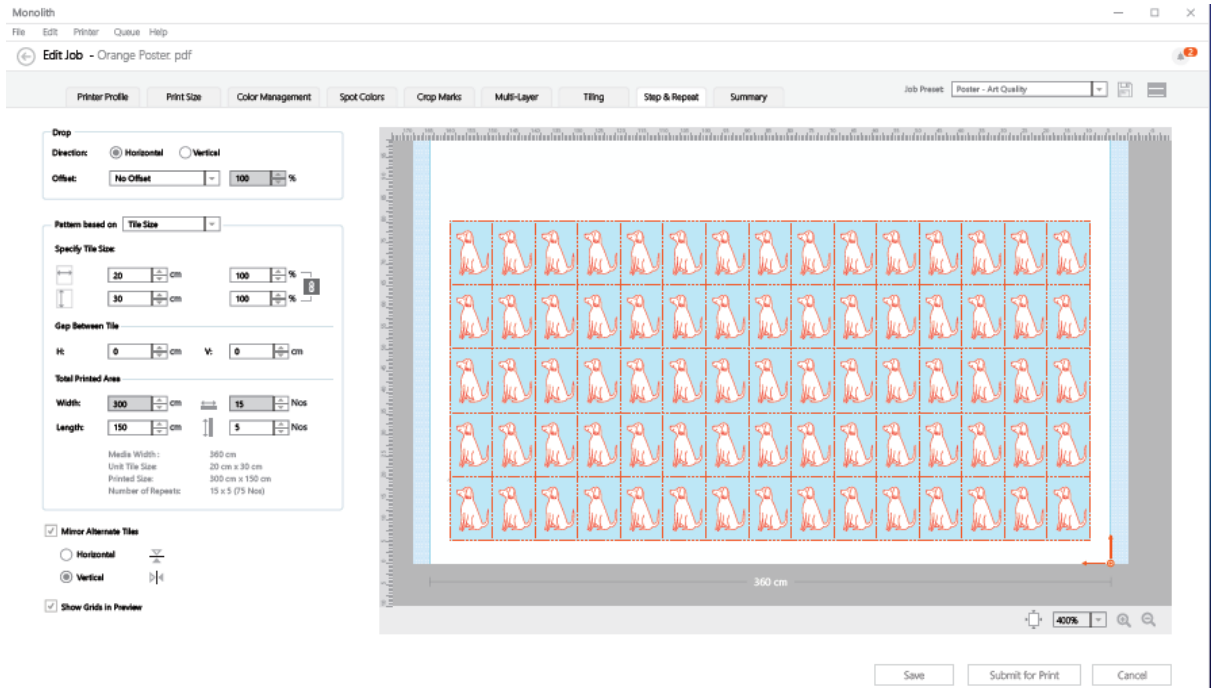 Monolith
File Edit Printer Queue Help
Edit Job - Orange Poster. pdf
2
Printer Profile Print Size Color Management Spot Colors Crop Marks Multi-Layer Tiling Step & Repeat Summary
Job Preset: Poster - Art Quality
Drop
Direction: Horizontal Vertical
Offset: No Offset 100 %
Pattern based on Tile Size
Specify Tile Size:
20 cm 100 %
30 cm 100 %
Gap Between Tile
H: 0 cm V: 0 cm
Total Printed Area
Width: 300 cm 15 Nos
Length: 150 cm 5 Nos
Media Width : 360 cm
Unit Tile Size: 20 cm x 30 cm
Printed Size: 300 cm x 150 cm
Number of Repeats: 15 x 5 (75 Nos)
Mirror Alternate Tiles
Horizontal
Vertical
Show Grids in Preview
360 cm
400%
Save Submit for Print Cancel